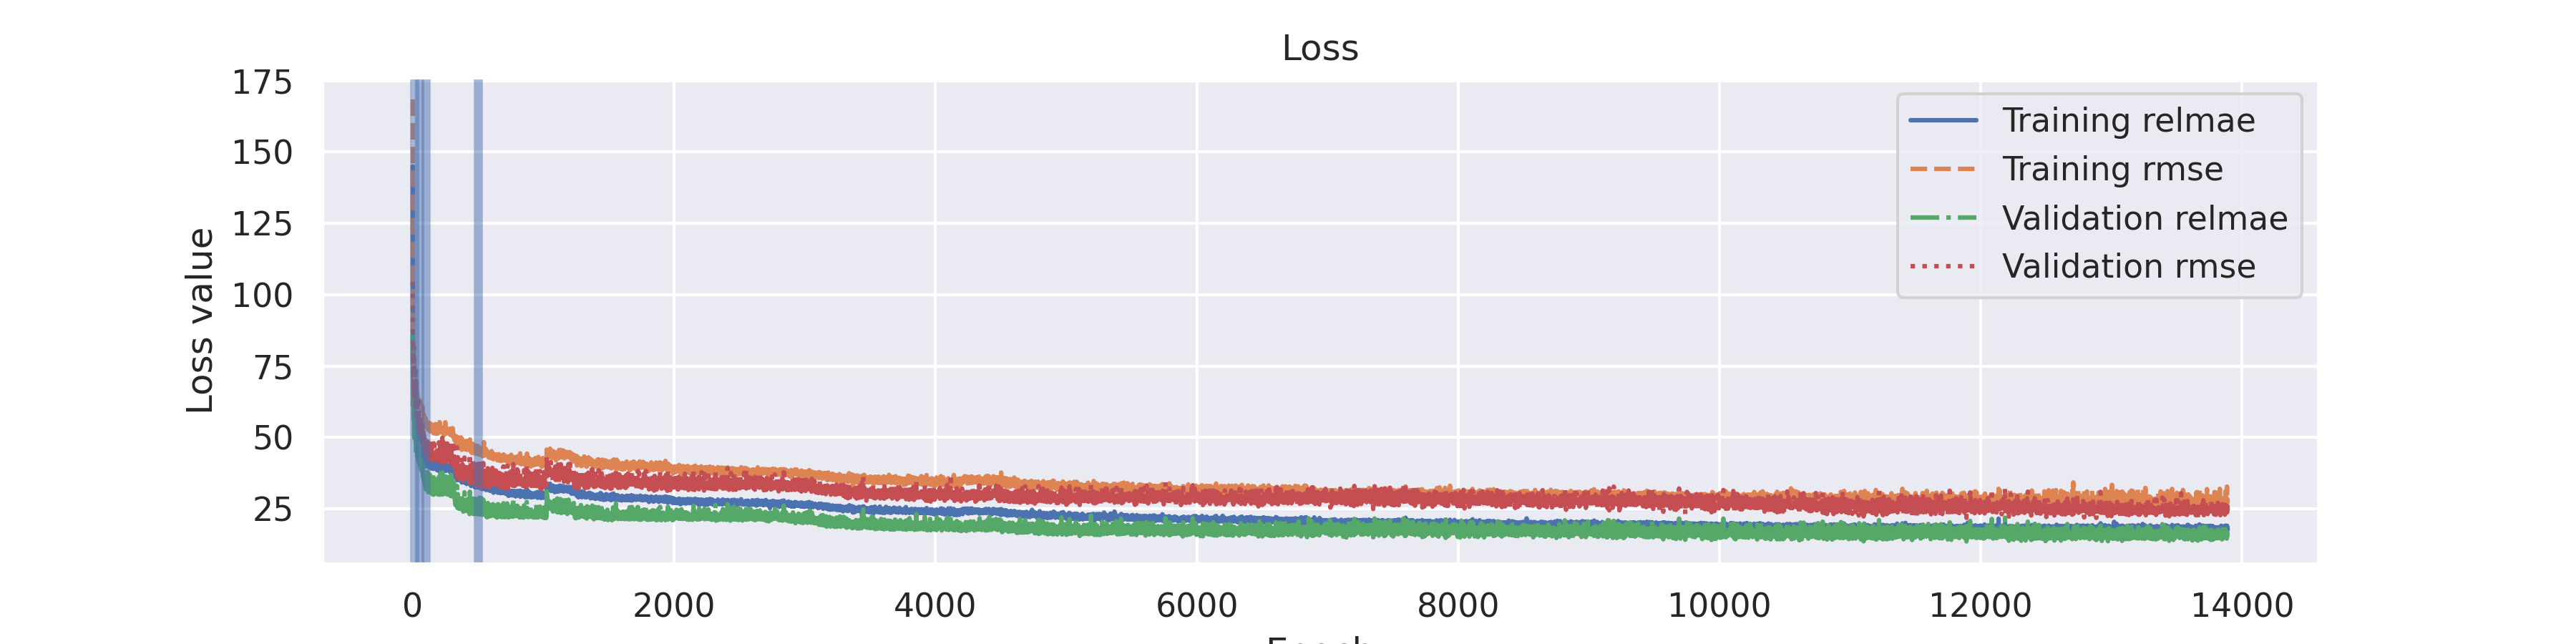 Loss
175
150
125
100
75
50
25
Loss value
Training relmae
Training rmse
Validation relmae
Validation rmse
0 2000 4000 6000 8000 10000 12000 14000
Epoch